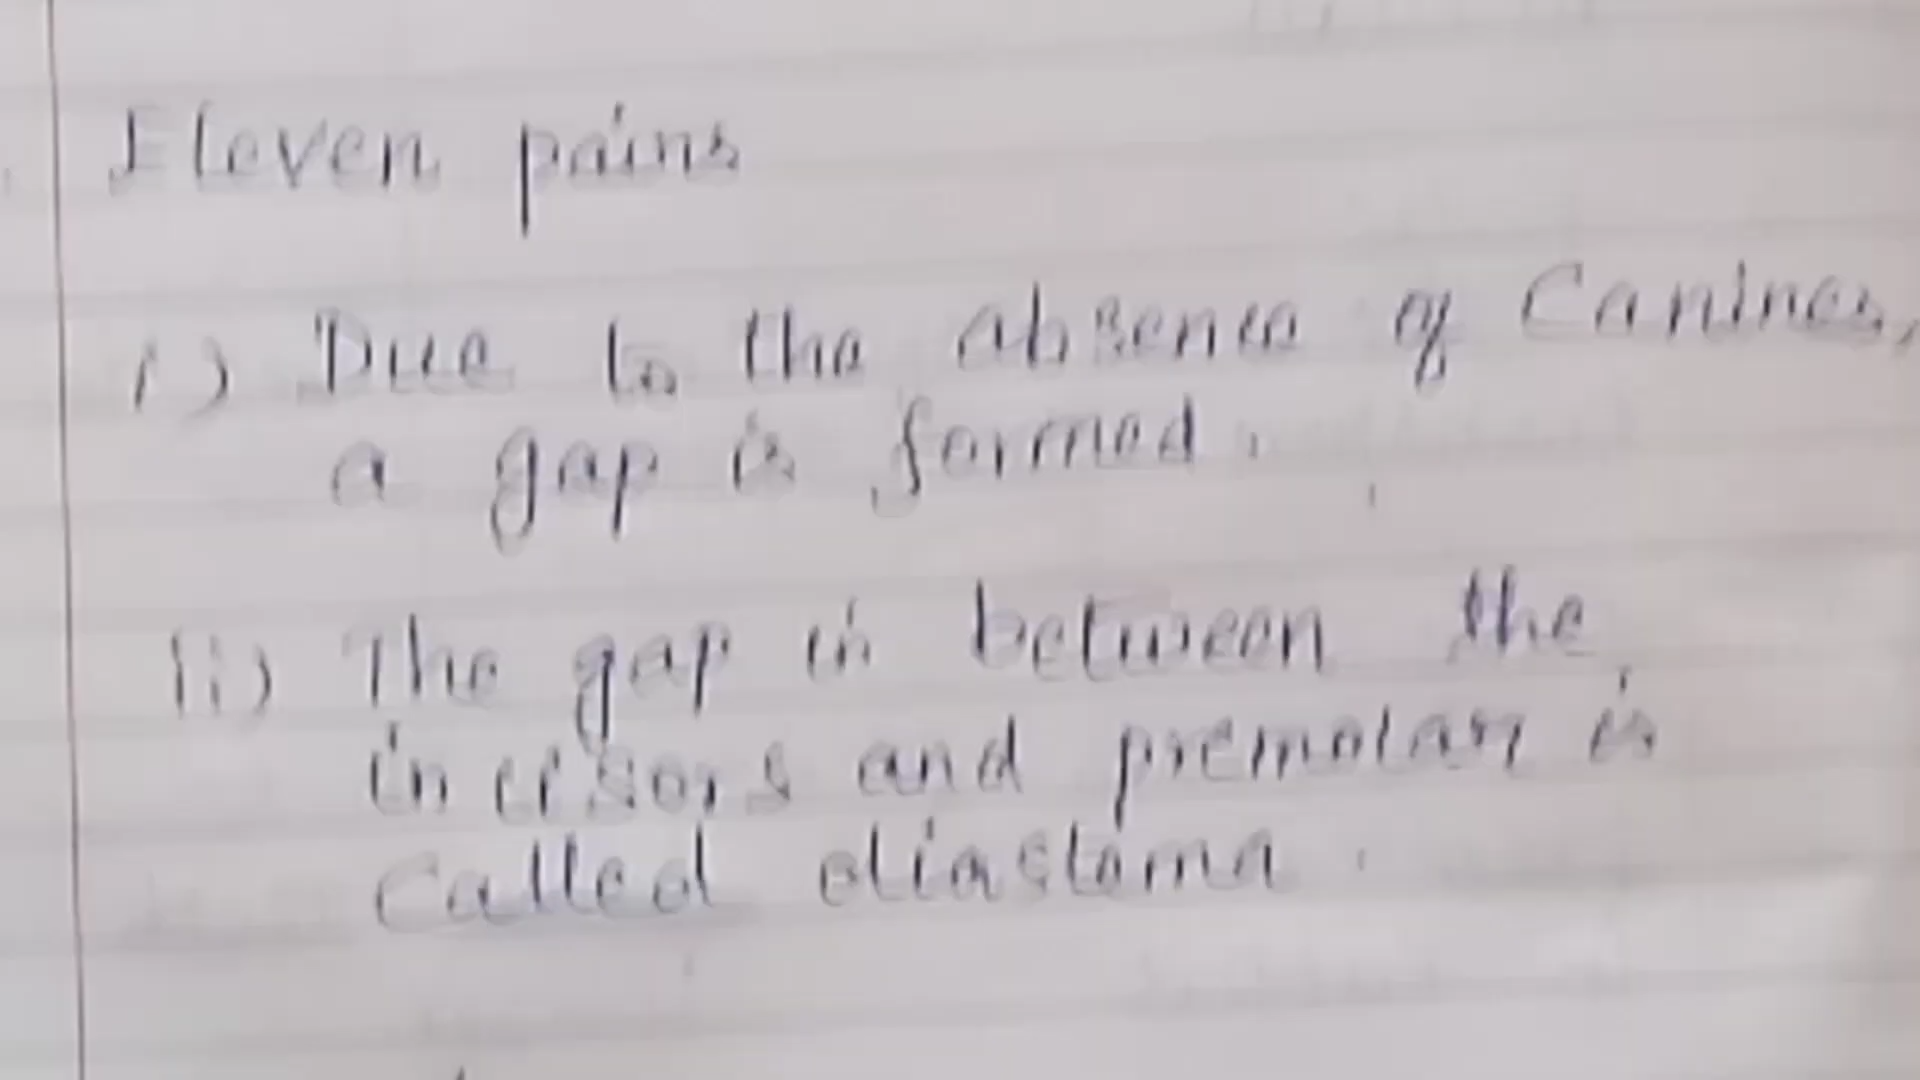 Eleven pairs
i) Due to the absence of Canines,
a gap is formed.
ii) The gap in between the
incisors and premolar is
called diastema.